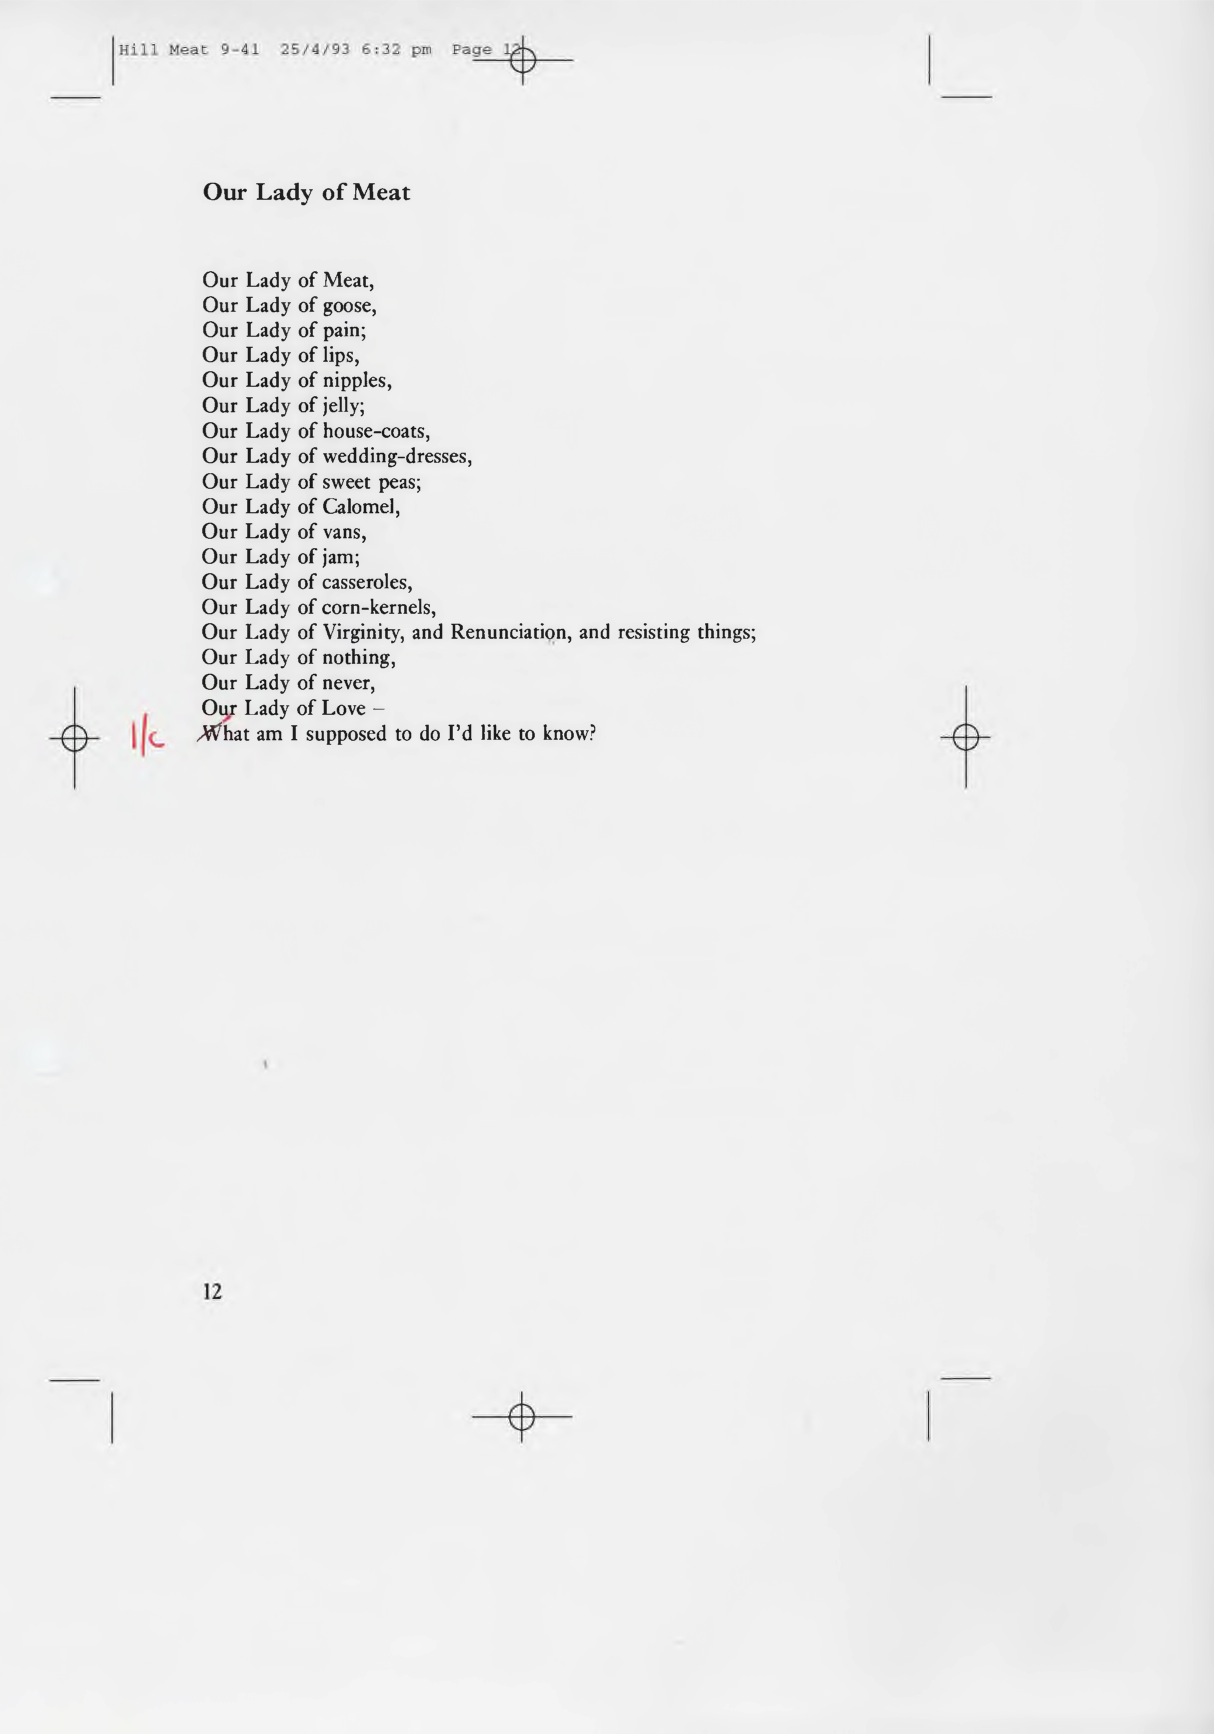 Hill Meat 9-41 25/4/93 6:32 pm Page 12
Our Lady of Meat
Our Lady of Meat,
Our Lady of goose,
Our Lady of pain;
Our Lady of lips,
Our Lady of nipples,
Our Lady of jelly;
Our Lady of house-coats,
Our Lady of wedding-dresses,
Our Lady of sweet peas;
Our Lady of Calomel,
Our Lady of vans,
Our Lady of jam;
Our Lady of casseroles,
Our Lady of corn-kernels,
Our Lady of Virginity, and Renunciation, and resisting things;
Our Lady of nothing,
Our Lady of never,
Our Lady of Love –
l/c What am I supposed to do I’d like to know?
12